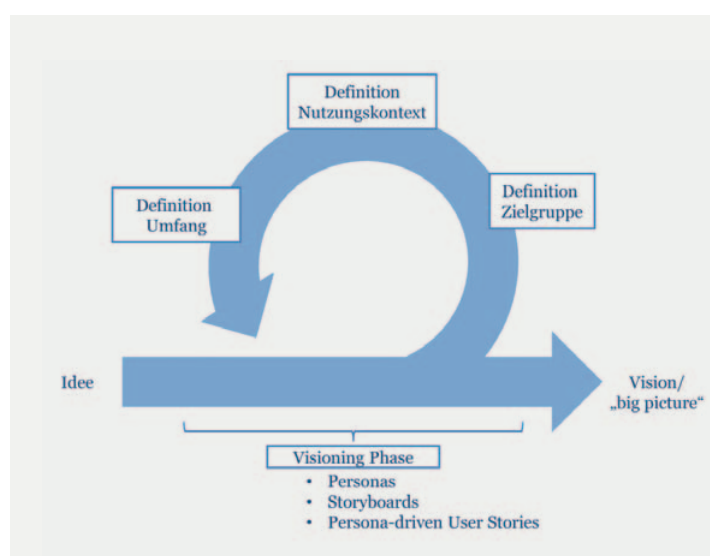 Definition
Nutzungskontext
Definition
Umfang
Definition
Zielgruppe
Idee
Vision/
„big picture“
Visioning Phase
• Personas
• Storyboards
• Persona-driven User Stories